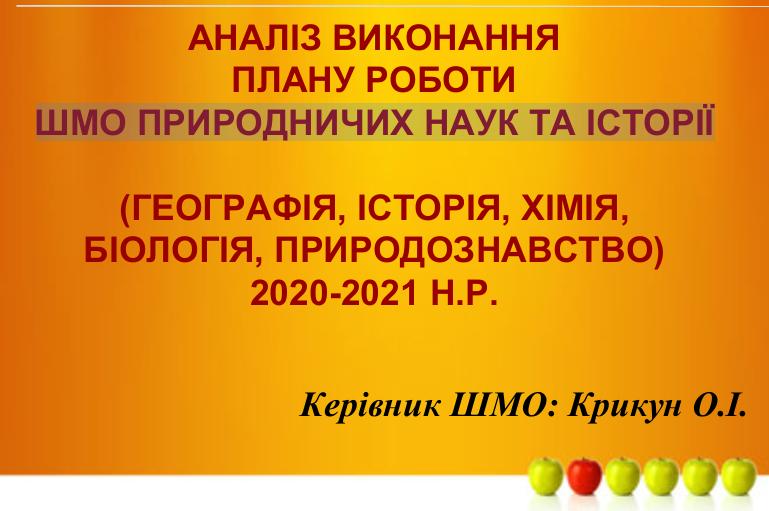 АНАЛІЗ ВИКОНАННЯ
ПЛАНУ РОБОТИ
ШМО ПРИРОДНИЧИХ НАУК ТА ІСТОРІЇ
(ГЕОГРАФІЯ, ІСТОРІЯ, ХІМІЯ,
БІОЛОГІЯ, ПРИРОДОЗНАВСТВО)
2020-2021 Н.Р.
Керівник ШМО: Крикун О.І.